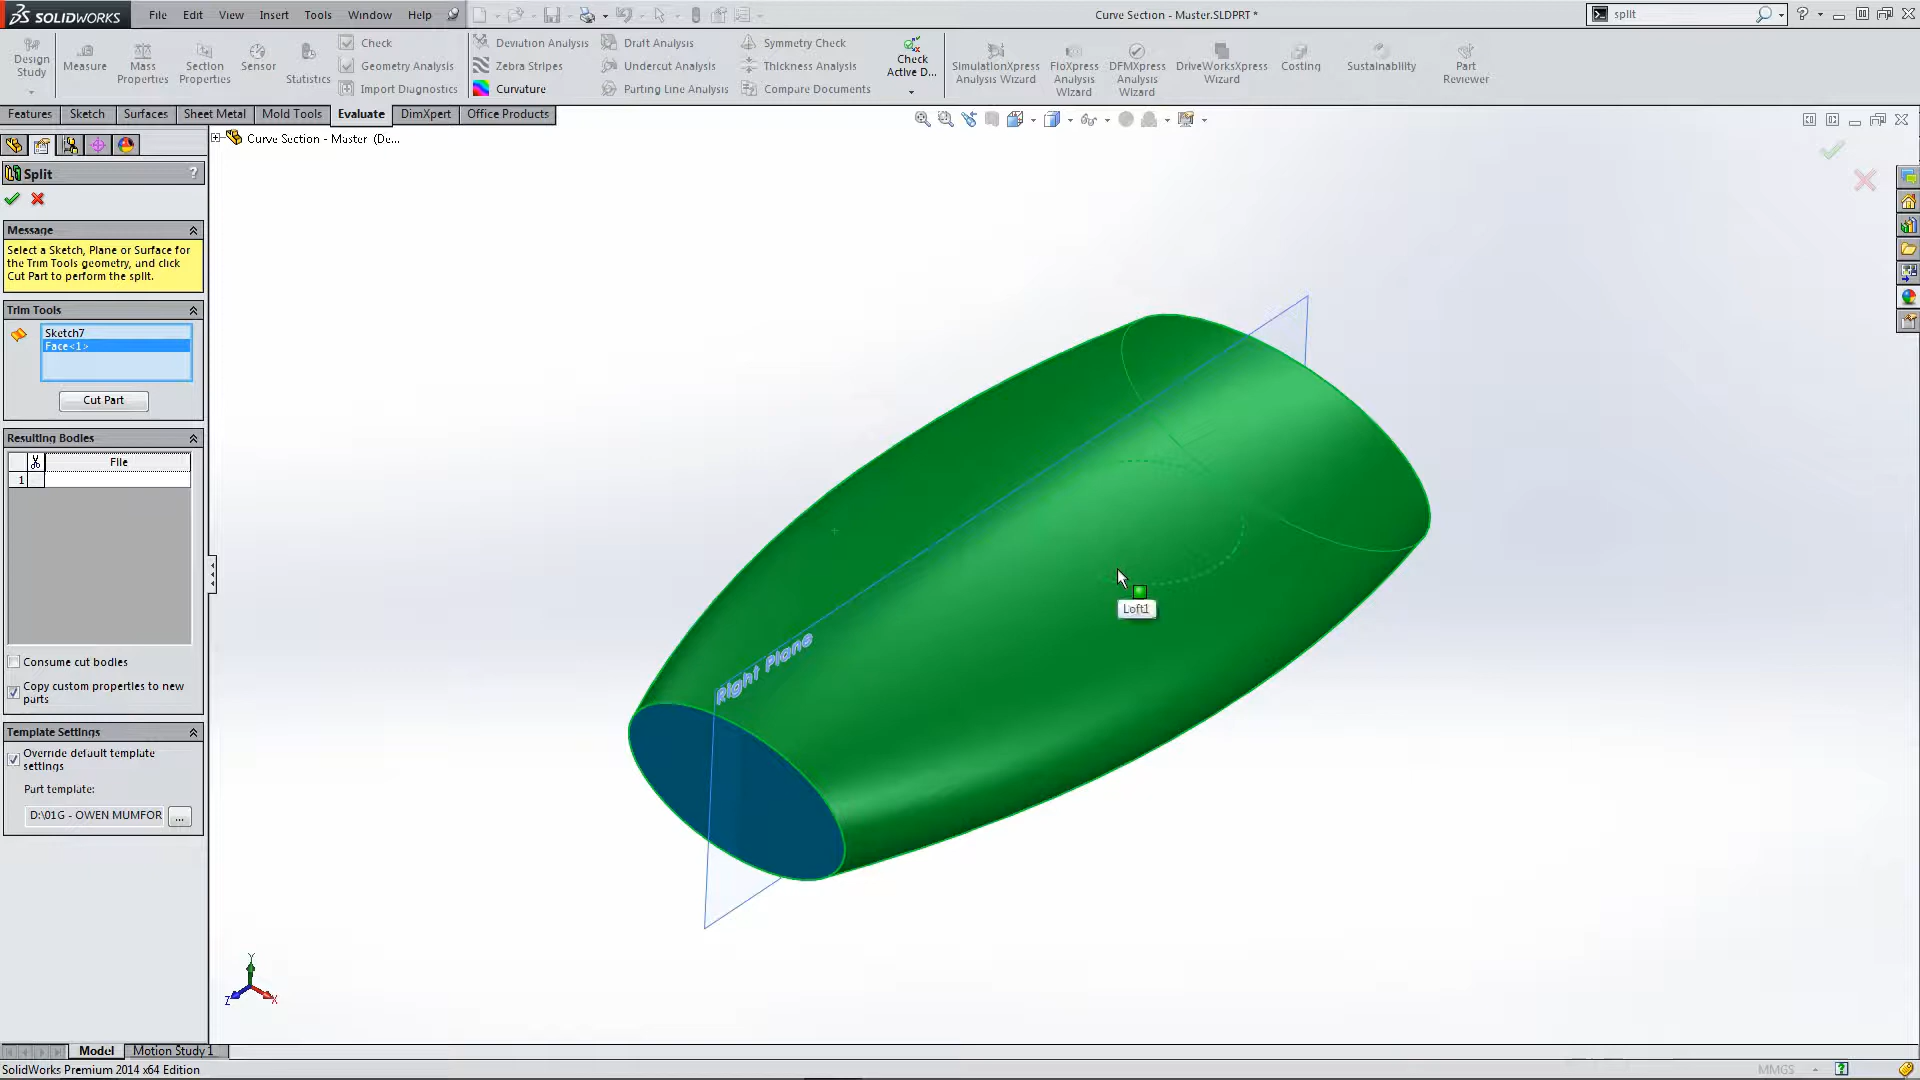 SOLIDWORKS File Edit View Insert Tools Window Help Curve Section - Master.SLDPRT * split
Design Study
Measure
Mass Properties
Section Properties
Sensor
Statistics
Check
Geometry Analysis
Import Diagnostics
Deviation Analysis
Zebra Stripes
Curvature
Draft Analysis
Undercut Analysis
Parting Line Analysis
Symmetry Check
Thickness Analysis
Compare Documents
Check Active D...
SimulationXpress Analysis Wizard
FloXpress Analysis Wizard
DFMXpress Analysis Wizard
DriveWorksXpress Wizard
Costing
Sustainability
Part Reviewer
Features Sketch Surfaces Sheet Metal Mold Tools Evaluate DimXpert Office Products
Curve Section - Master (De...
Split ?
Message
Select a Sketch, Plane or Surface for
the Trim Tools geometry, and click
Cut Part to perform the split.
Trim Tools
Sketch7
Face<1>
Cut Part
Resulting Bodies
File
1
Consume cut bodies
Copy custom properties to new
parts
Template Settings
Override default template
settings
Part template:
D:\01G - OWEN MUMFOR ...
Right Plane
Loft1
Y
Z X
Model Motion Study 1
SolidWorks Premium 2014 x64 Edition MMGS